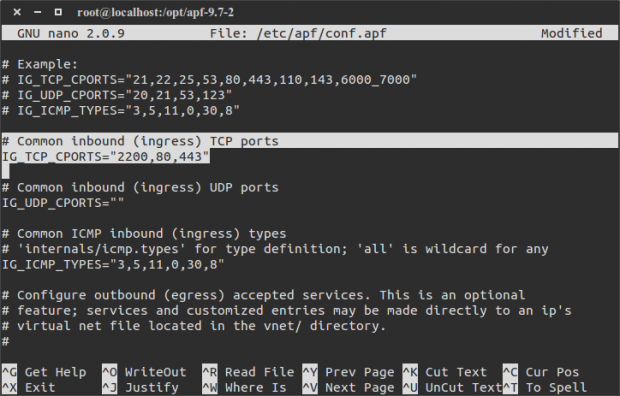 root@localhost:/opt/apf-9.7-2
GNU nano 2.0.9 File: /etc/apf/conf.apf Modified
# Example:
# IG_TCP_CPORTS="21,22,25,53,80,443,110,143,6000_7000"
# IG_UDP_CPORTS="20,21,53,123"
# IG_ICMP_TYPES="3,5,11,0,30,8"
# Common inbound (ingress) TCP ports
IG_TCP_CPORTS="2200,80,443"
# Common inbound (ingress) UDP ports
IG_UDP_CPORTS=""
# Common ICMP inbound (ingress) types
# 'internals/icmp.types' for type definition; 'all' is wildcard for any
IG_ICMP_TYPES="3,5,11,0,30,8"
# Configure outbound (egress) accepted services. This is an optional
# feature; services and customized entries may be made directly to an ip's
# virtual net file located in the vnet/ directory.
#
^G Get Help ^O WriteOut ^R Read File ^Y Prev Page ^K Cut Text ^C Cur Pos
^X Exit ^J Justify ^W Where Is ^V Next Page ^U UnCut Text ^T To Spell